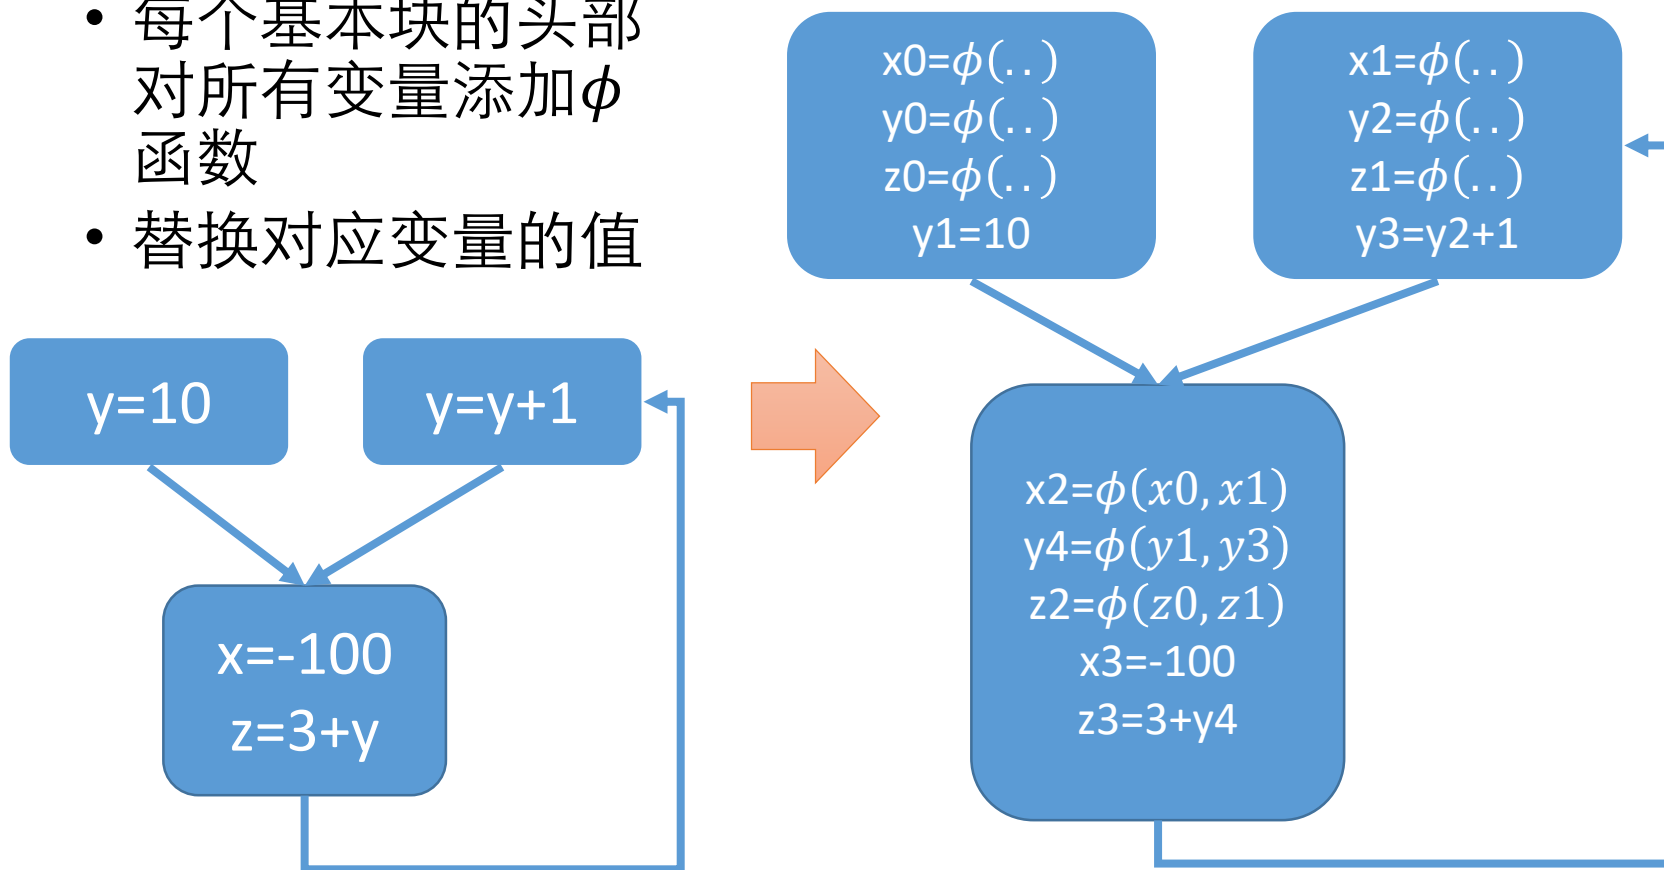 • 每个基本块的头部
对所有变量添加ϕ
函数
• 替换对应变量的值
y=10
y=y+1
x=-100
z=3+y
x0=ϕ(..)
y0=ϕ(..)
z0=ϕ(..)
y1=10
x1=ϕ(..)
y2=ϕ(..)
z1=ϕ(..)
y3=y2+1
x2=ϕ(x0,x1)
y4=ϕ(y1,y3)
z2=ϕ(z0,z1)
x3=-100
z3=3+y4